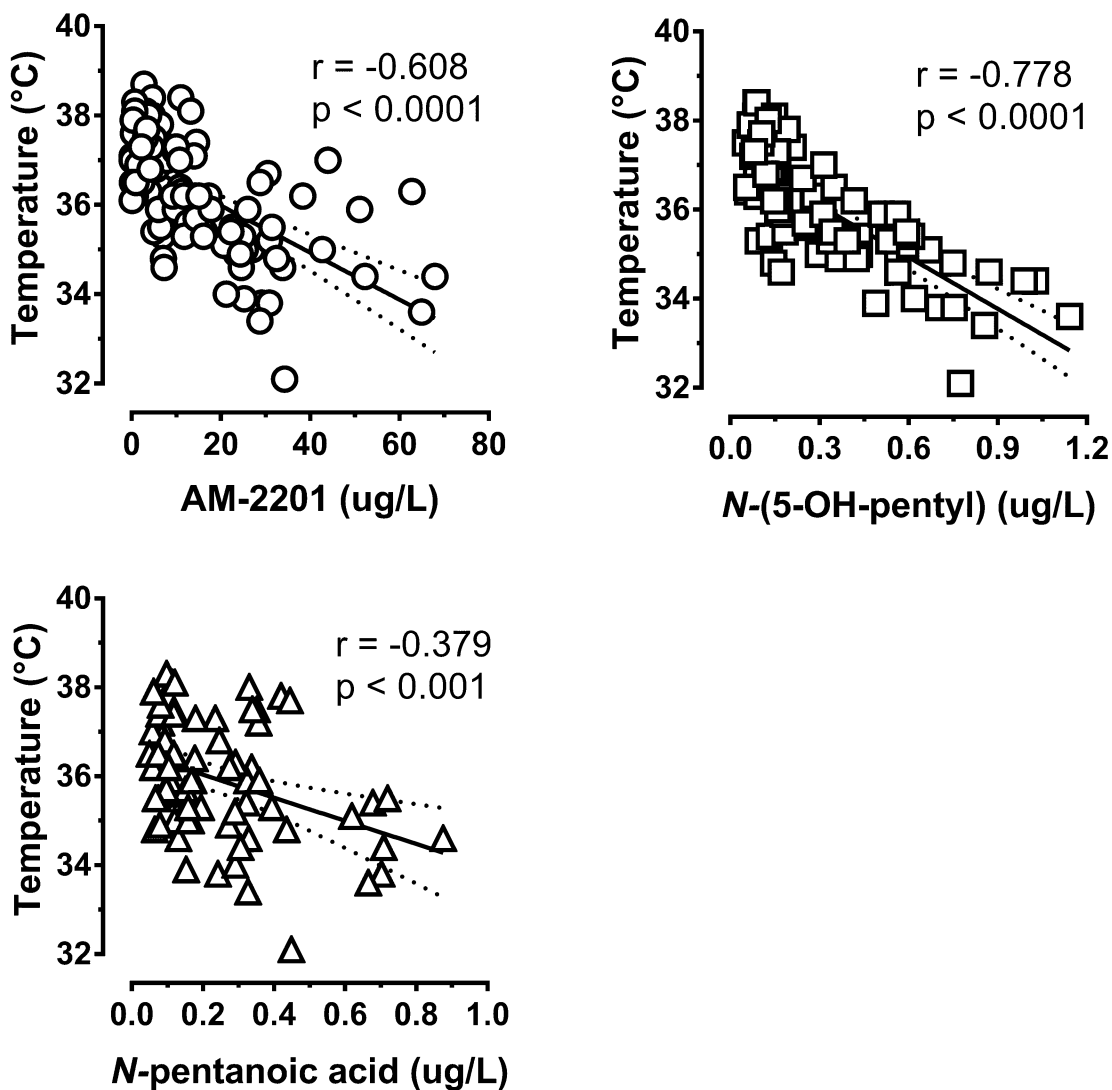 40
38
36
34
32
Temperature (°C)
r = -0.608
p < 0.0001
0 20 40 60 80
AM-2201 (ug/L)
40
38
36
34
32
Temperature (°C)
r = -0.778
p < 0.0001
0.0 0.3 0.6 0.9 1.2
N-(5-OH-pentyl) (ug/L)
40
38
36
34
32
Temperature (°C)
r = -0.379
p < 0.001
0.0 0.2 0.4 0.6 0.8 1.0
N-pentanoic acid (ug/L)